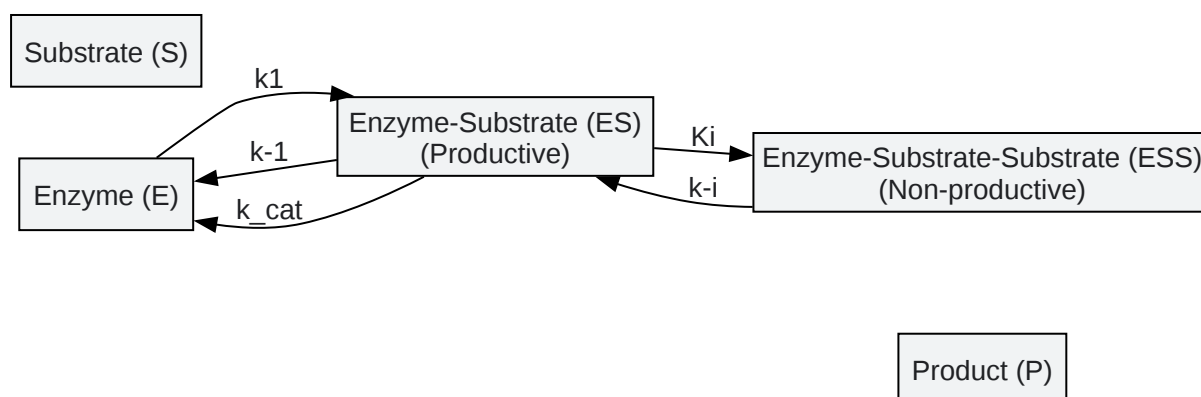 Substrate (S)
k1
Enzyme-Substrate (ES)
(Productive)
Ki
Enzyme-Substrate-Substrate (ESS)
(Non-productive)
k-1
k-i
Enzyme (E)
k_cat
Product (P)